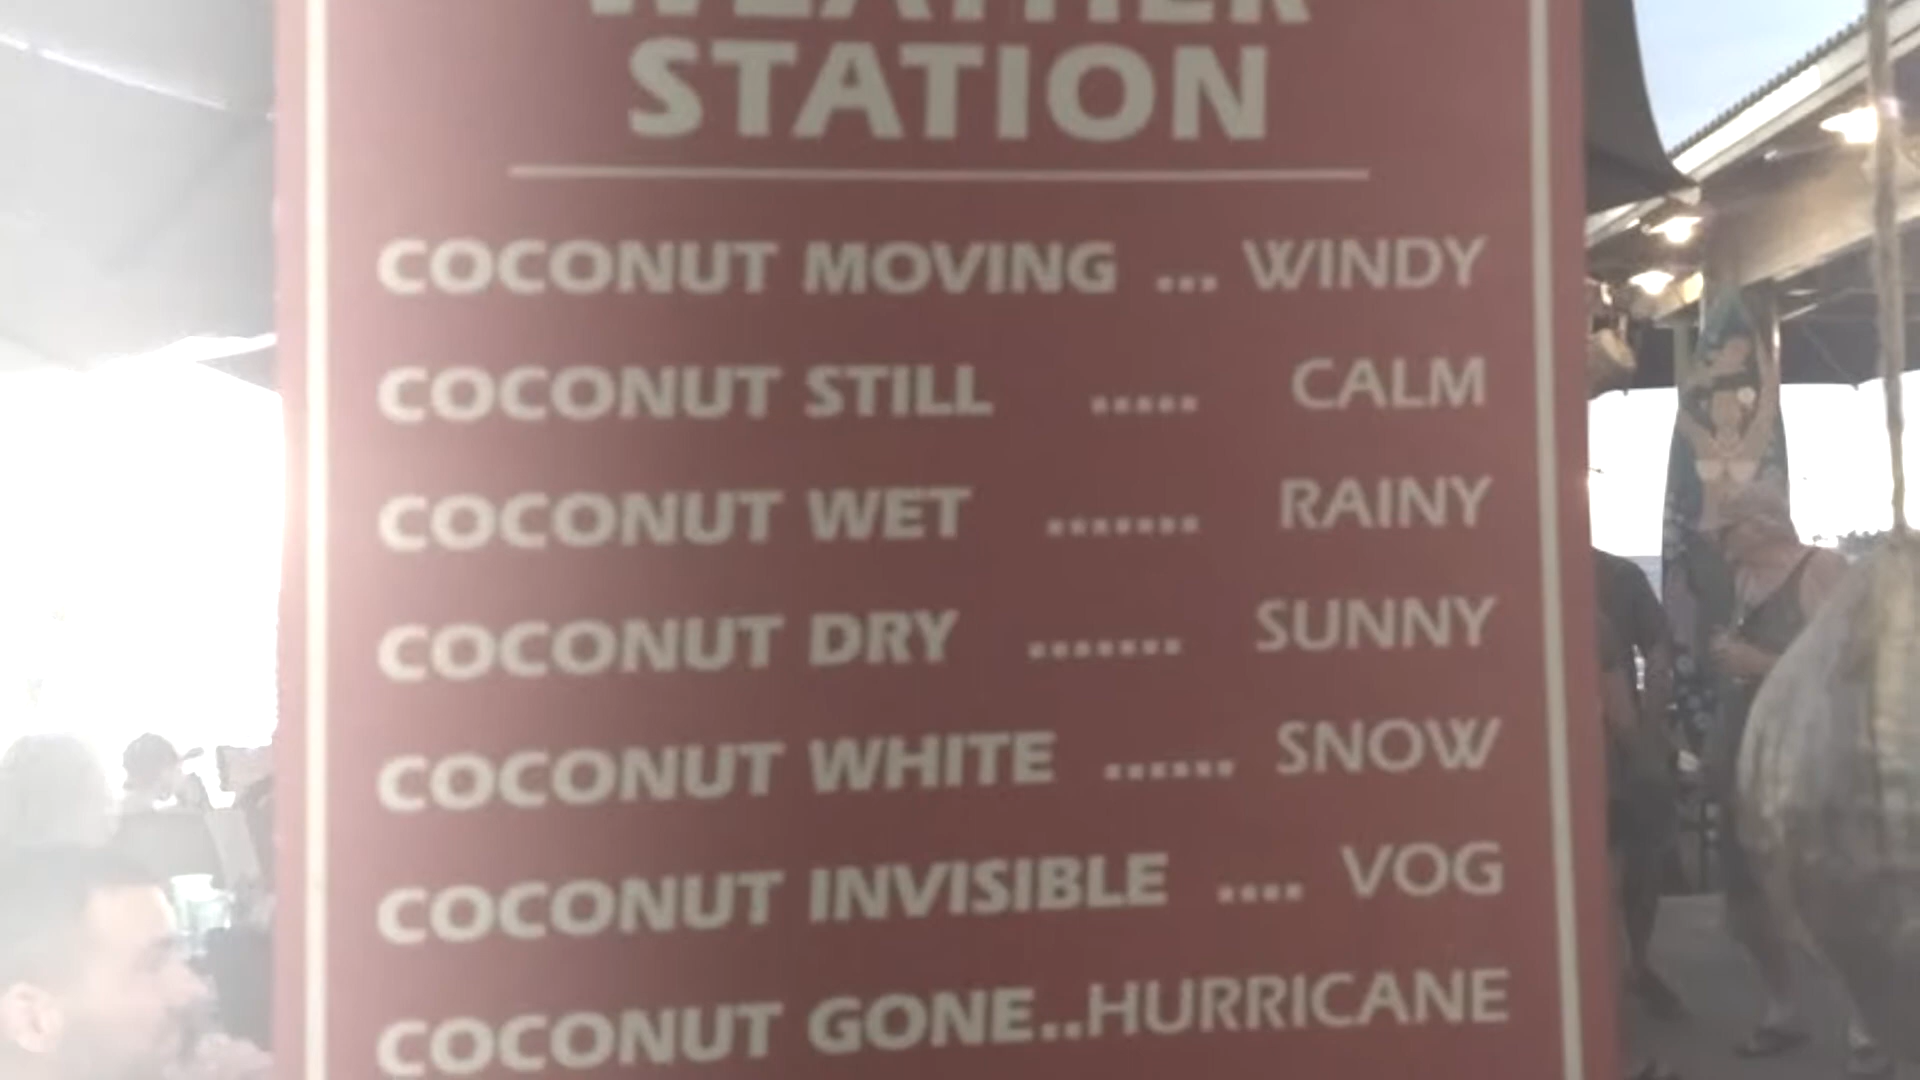 WEATHER
STATION
COCONUT MOVING ... WINDY
COCONUT STILL ..... CALM
COCONUT WET ....... RAINY
COCONUT DRY ....... SUNNY
COCONUT WHITE ...... SNOW
COCONUT INVISIBLE .... VOG
COCONUT GONE..HURRICANE